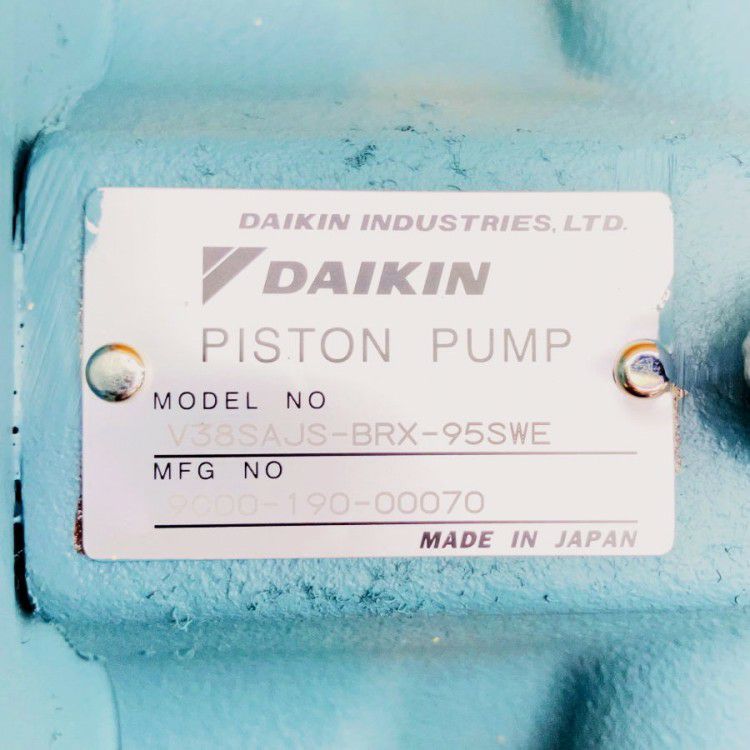 DAIKIN INDUSTRIES, LTD.
DAIKIN
PISTON PUMP
MODEL NO
V38SAJS-BRX-95SWE
MFG NO
9000-190-00070
MADE IN JAPAN